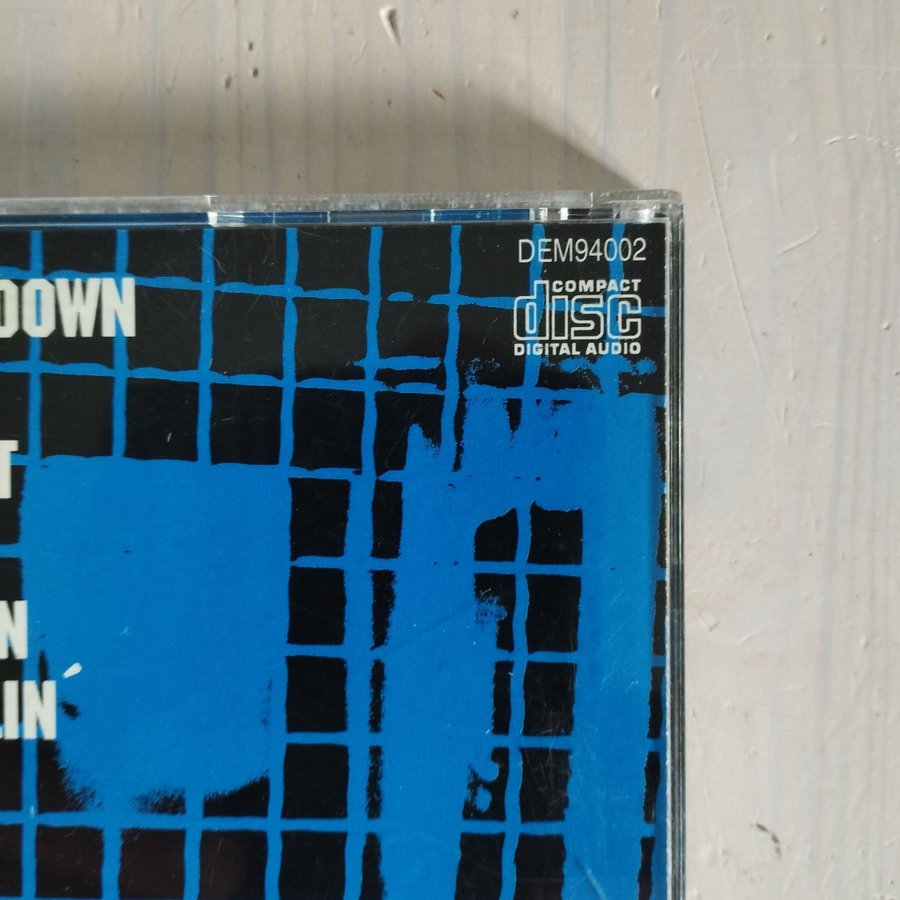 DEM94002
COMPACT
disc
DIGITAL AUDIO
DOWN
T
N
LIN´